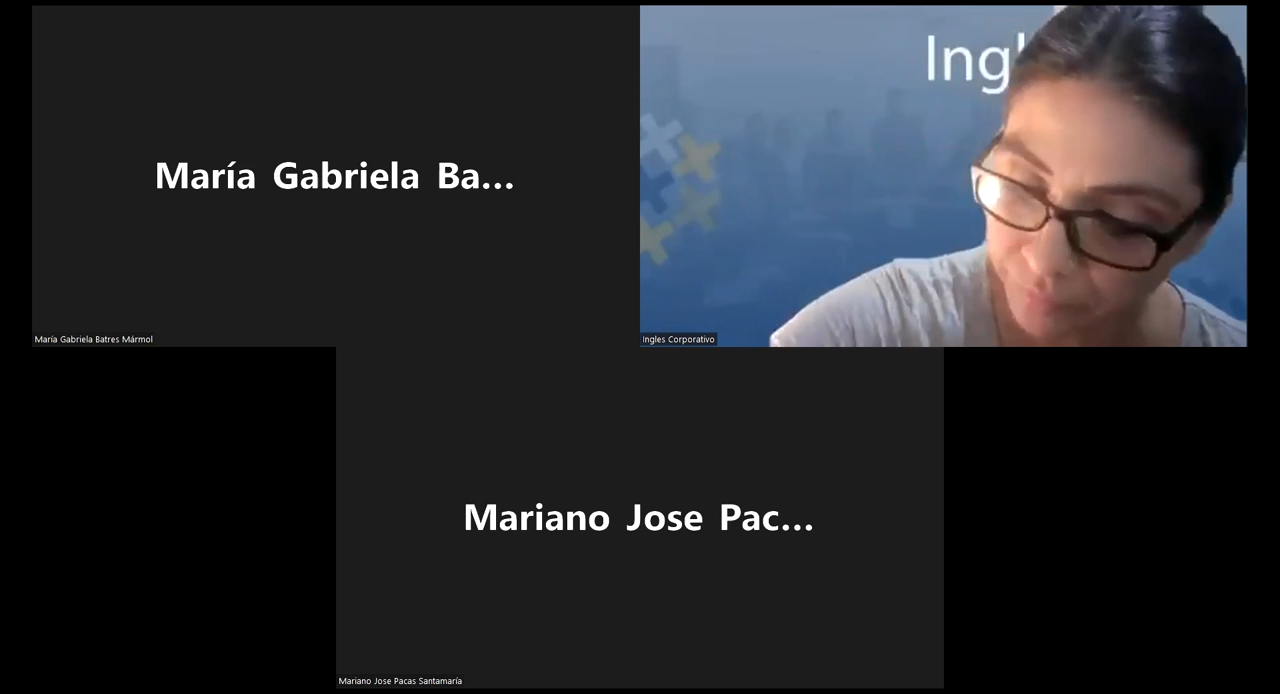 María Gabriela Ba...
María Gabriela Batres Mármol
Ingl
Ingles Corporativo
Mariano Jose Pac...
Mariano Jose Pacas Santamaría